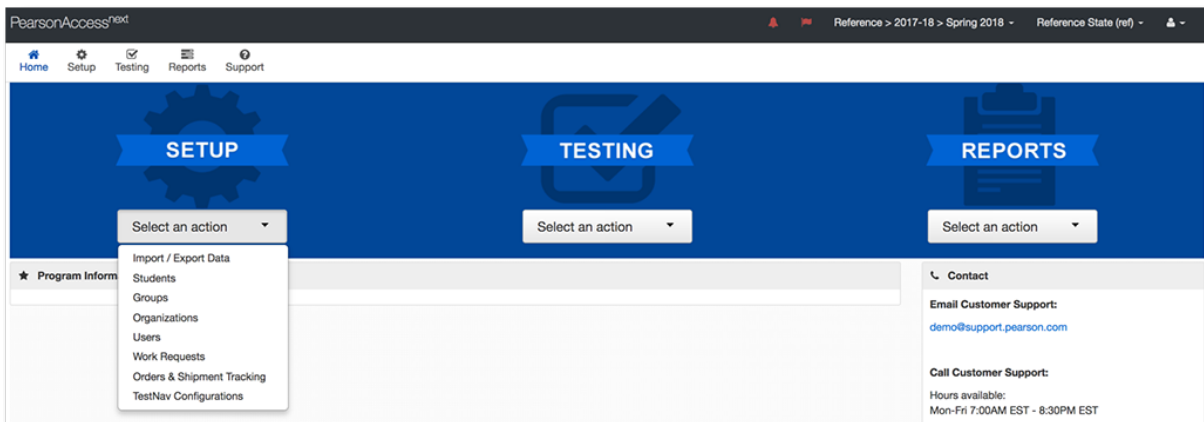 PearsonAccessnext
Reference > 2017-18 > Spring 2018
Reference State (ref)
Home Setup Testing Reports Support
SETUP
TESTING
REPORTS
Select an action
Select an action
Select an action
Import / Export Data
Students
Groups
Organizations
Users
Work Requests
Orders & Shipment Tracking
TestNav Configurations
Program Inform
Contact
Email Customer Support:
demo@support.pearson.com
Call Customer Support:
Hours available:
Mon-Fri 7:00AM EST - 8:30PM EST